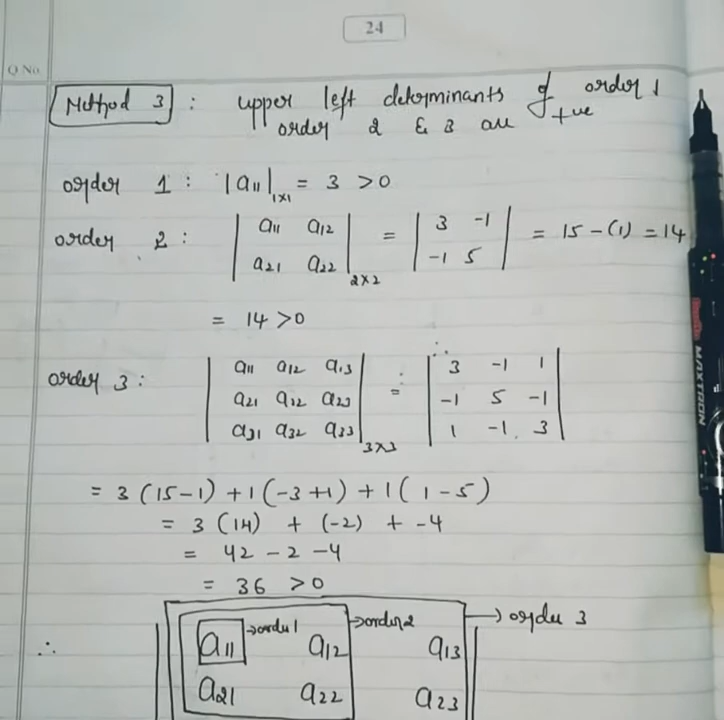 24
Q No.
Method 3 : upper left determinants of order 1
order 2 & 3 are +ve
order 1 : |a11|1x1 = 3 >0
order 2 : | a11 a12 | = | 3 -1 | = 15 - (1) = 14
| a21 a22 |2x2 | -1 5 |
= 14 >0
order 3 : | a11 a12 a13 | = | 3 -1 1 |
| a21 a22 a23 | | -1 5 -1 |
| a31 a32 a33 |3x3 | 1 -1 3 |
= 3 (15-1) +1(-3+1) +1( 1-5)
= 3 (14) + (-2) + -4
= 42 -2 -4
= 36 >0
∴ a11 →order1 a12 →order2 a13 → order 3
a21 a22 a23
MAXTRON